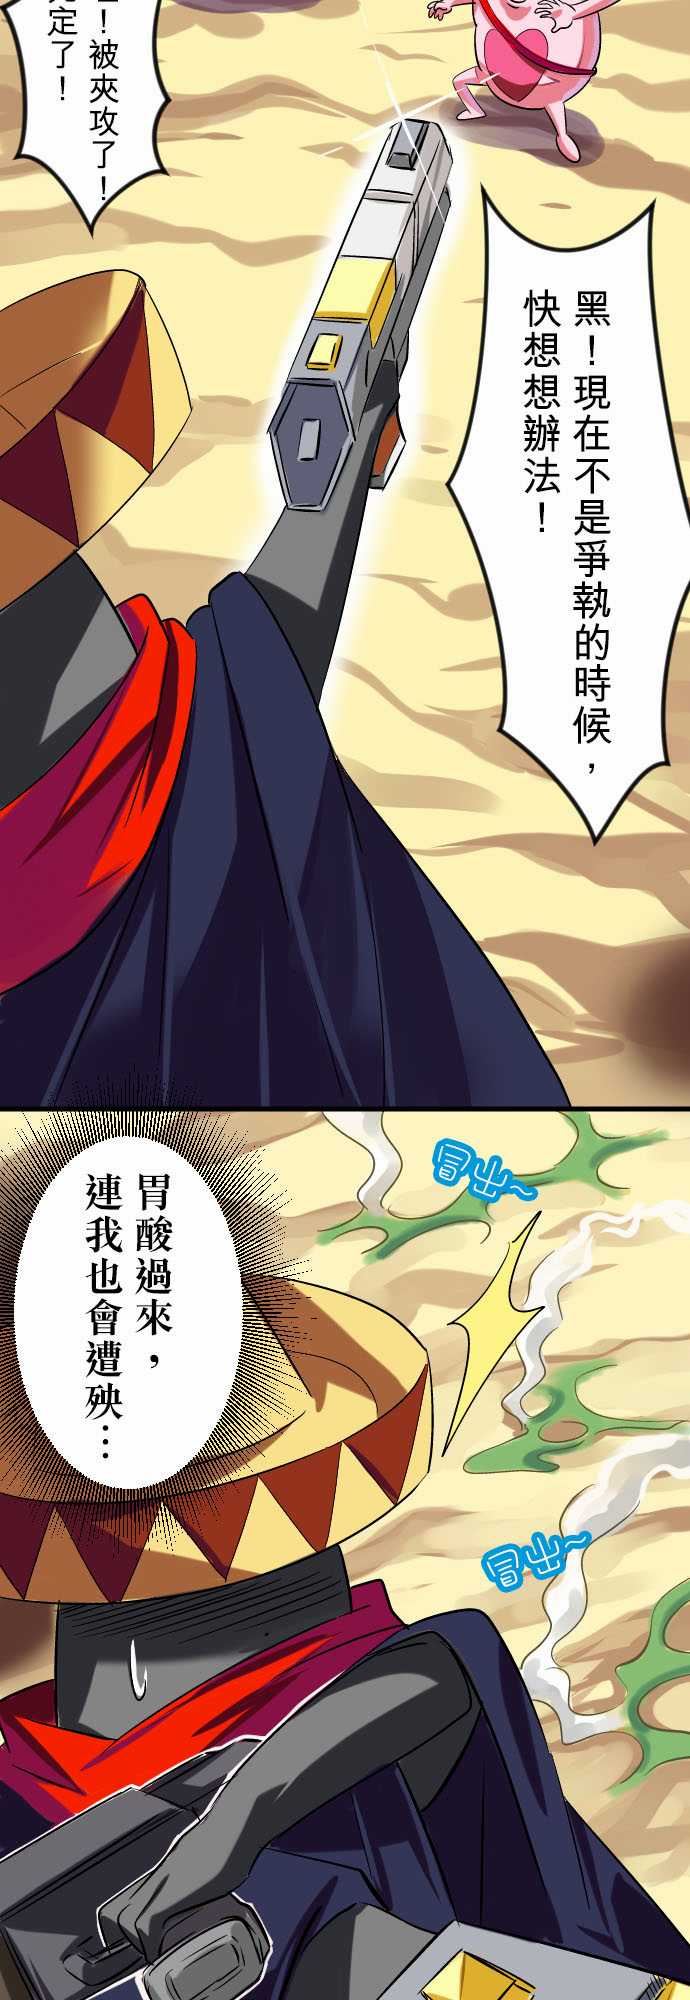 ！被夾攻了！
定了！
黑！現在不是爭執的時候，
快想想辦法！
冒出~
胃酸過來，
連我也會遭殃…
冒出~